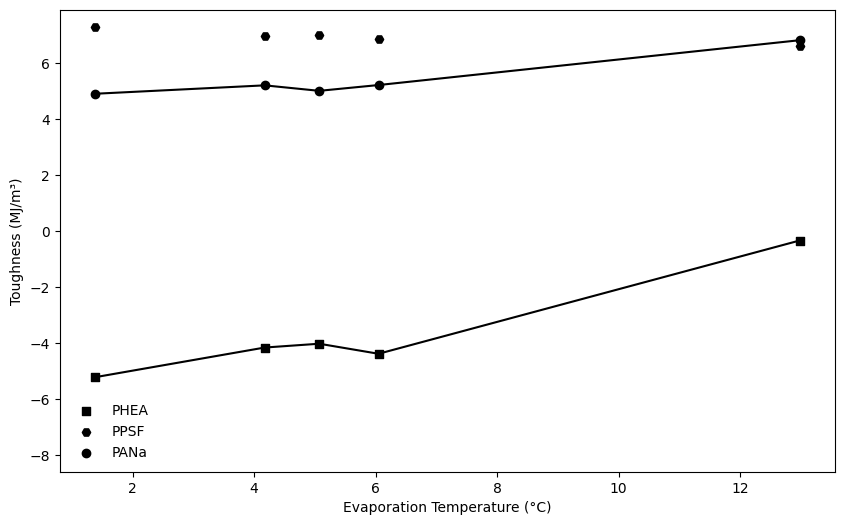 6
4
2
0
−2
−4
−6
−8
Toughness (MJ/m³)
PHEA
PPSF
PANa
2 4 6 8 10 12
Evaporation Temperature (°C)